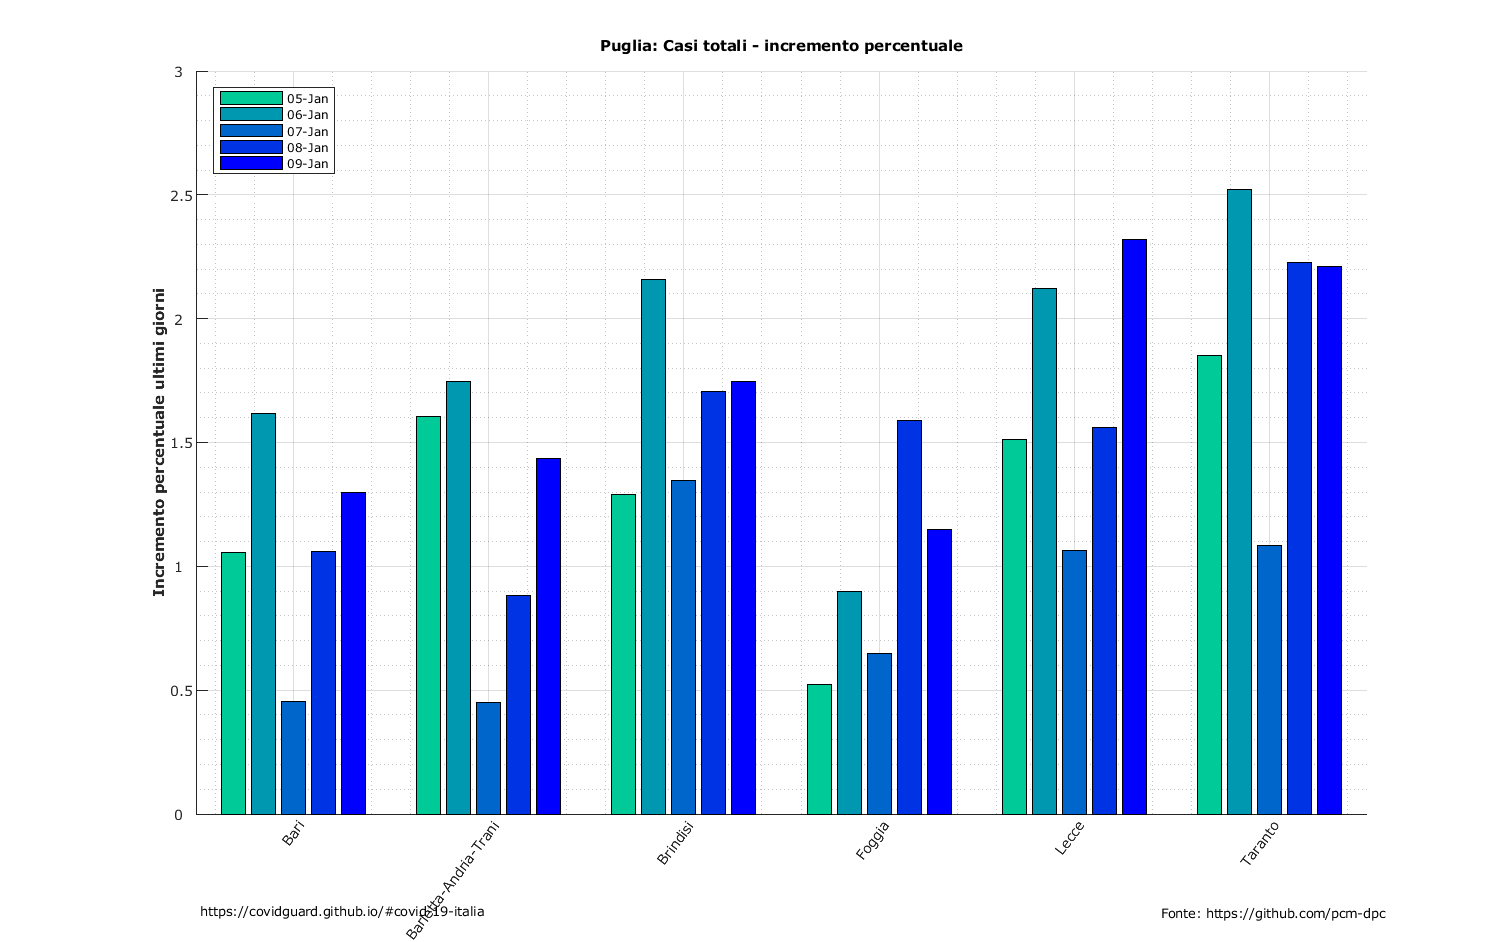 Puglia: Casi totali - incremento percentuale
Incremento percentuale ultimi giorni
3
2.5
2
1.5
1
0.5
0
05-Jan
06-Jan
07-Jan
08-Jan
09-Jan
Bari
Barletta-Andria-Trani
Brindisi
Foggia
Lecce
Taranto
https://covidguard.github.io/#covid-19-italia
Fonte: https://github.com/pcm-dpc